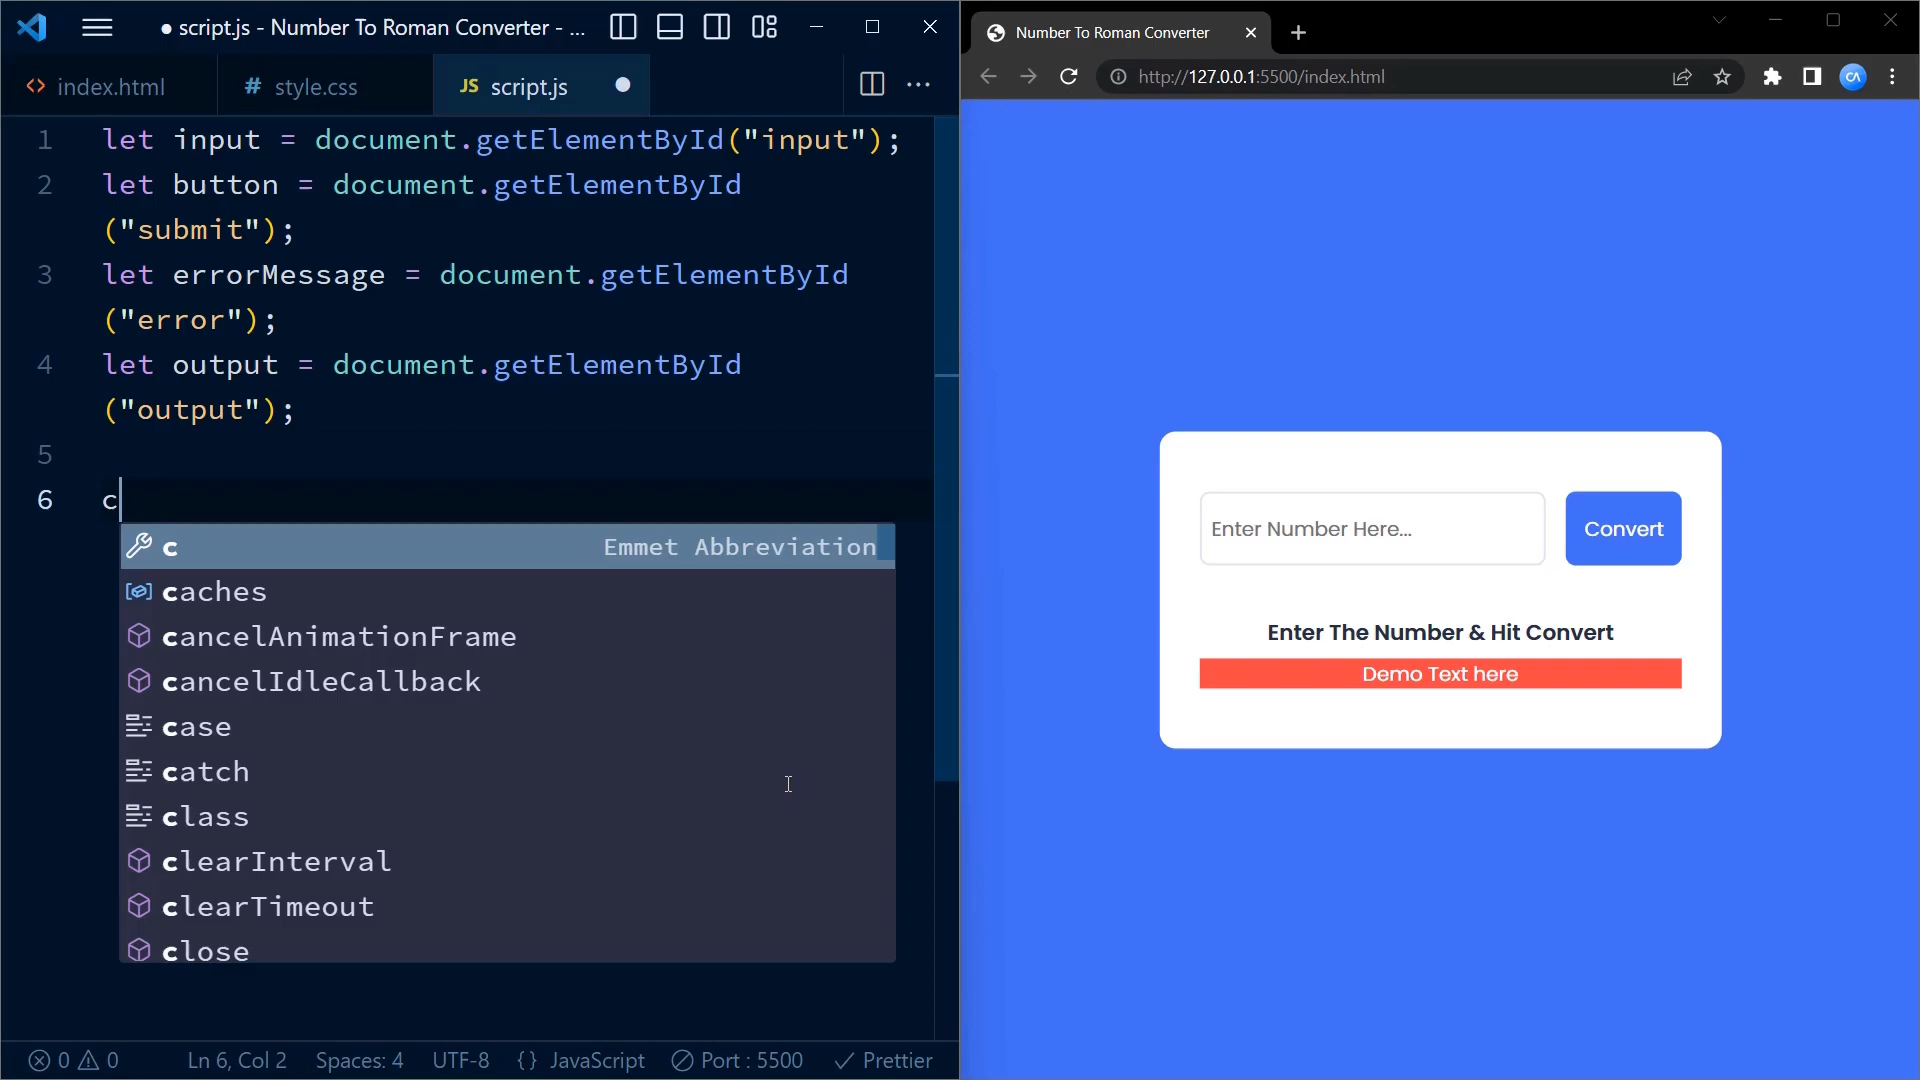 script.js - Number To Roman Converter - ...
index.html
# style.css
JS script.js
1 let input = document.getElementById("input");
2 let button = document.getElementById
("submit");
3 let errorMessage = document.getElementById
("error");
4 let output = document.getElementById
("output");
5
6 c
c Emmet Abbreviation
caches
cancelAnimationFrame
cancelIdleCallback
case
catch
class
clearInterval
clearTimeout
close
0 0 Ln 6, Col 2 Spaces: 4 UTF-8 {} JavaScript Port : 5500 Prettier
Number To Roman Converter
http://127.0.0.1:5500/index.html
CA
Enter Number Here...
Convert
Enter The Number & Hit Convert
Demo Text here